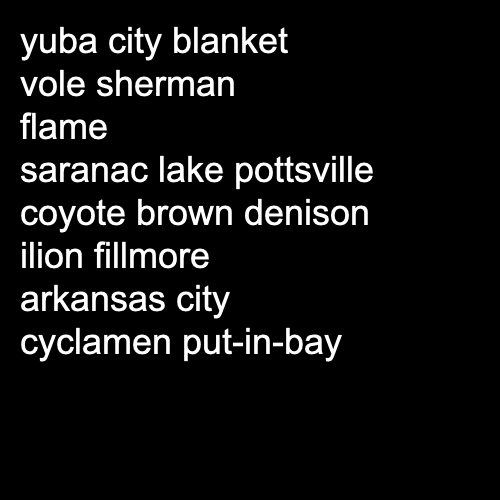 yuba city blanket
vole sherman
flame
saranac lake pottsville
coyote brown denison
ilion fillmore
arkansas city
cyclamen put-in-bay